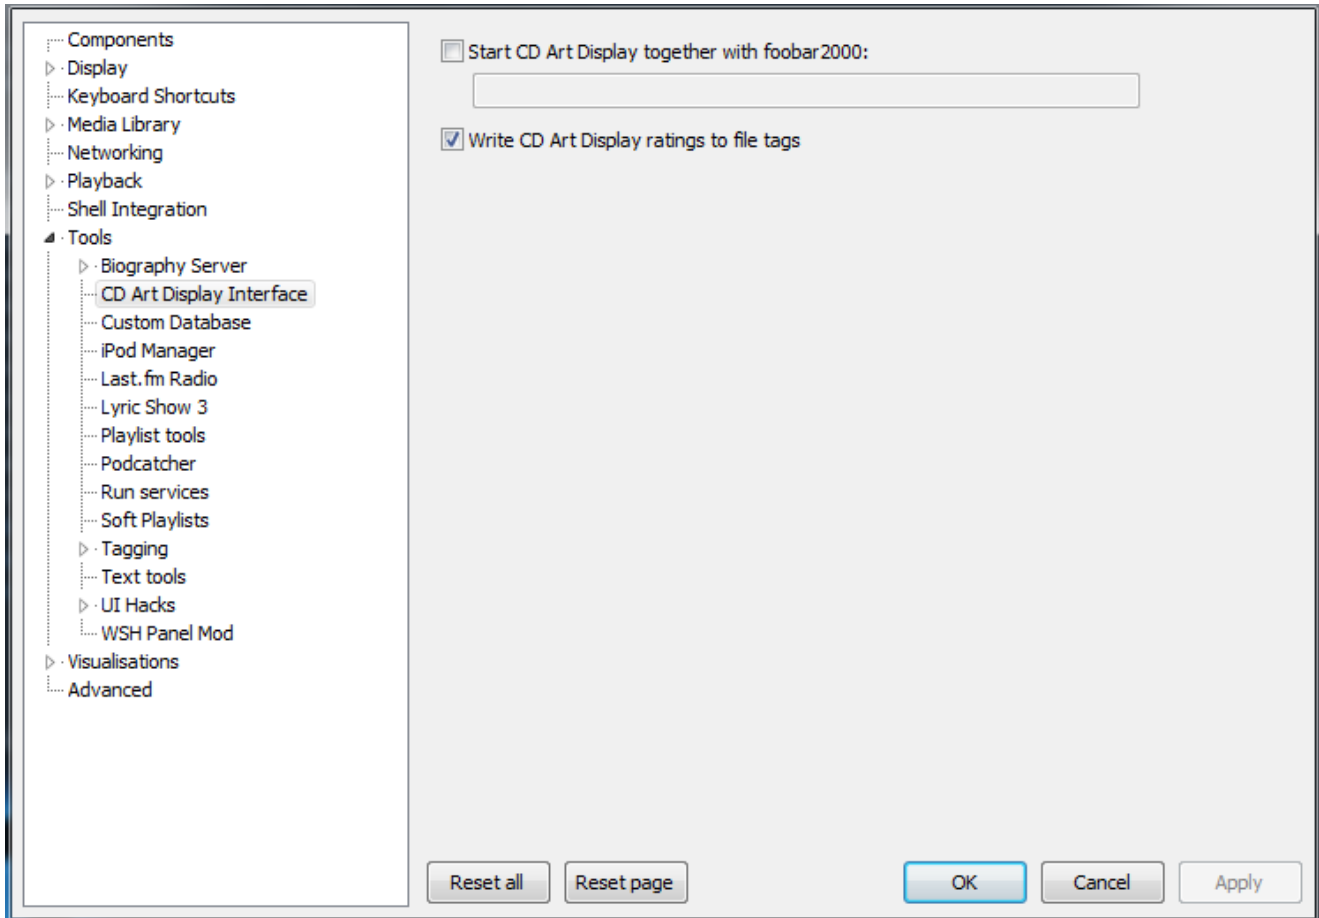 Components
Display
Keyboard Shortcuts
Media Library
Networking
Playback
Shell Integration
Tools
Biography Server
CD Art Display Interface
Custom Database
iPod Manager
Last.fm Radio
Lyric Show 3
Playlist tools
Podcatcher
Run services
Soft Playlists
Tagging
Text tools
UI Hacks
WSH Panel Mod
Visualisations
Advanced
Start CD Art Display together with foobar2000:
Write CD Art Display ratings to file tags
Reset all
Reset page
OK
Cancel
Apply